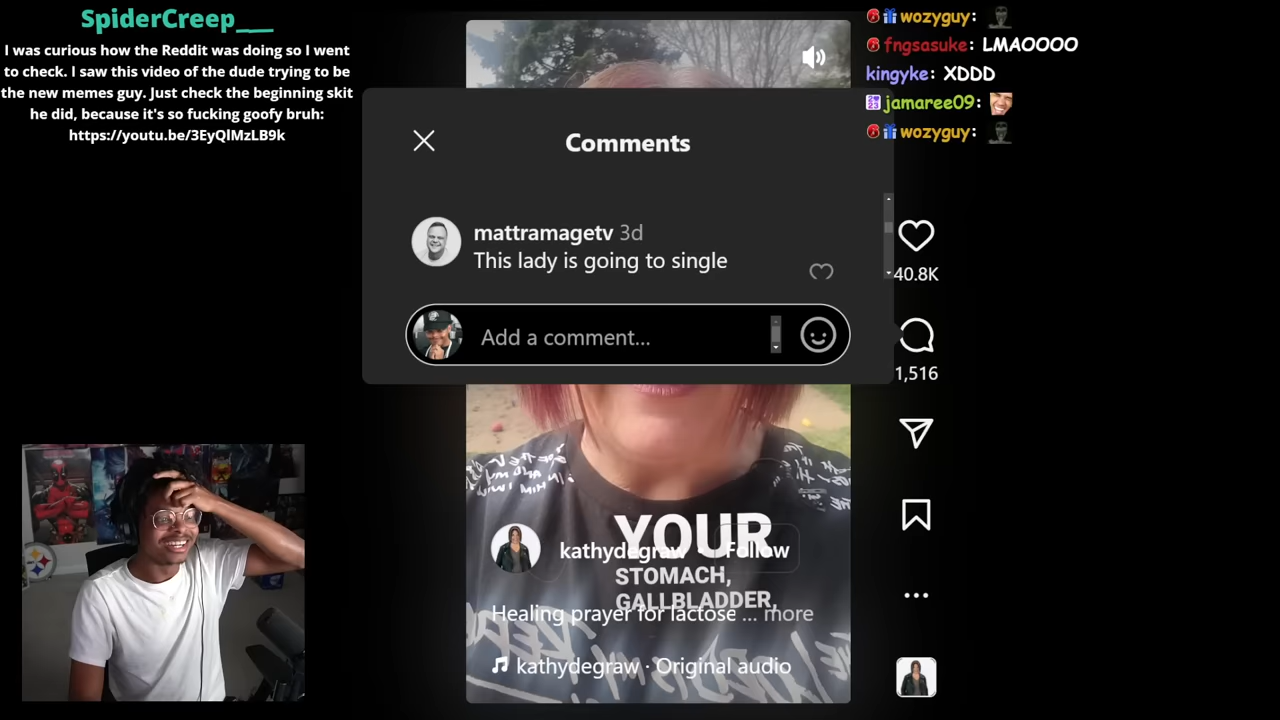 SpiderCreep__
I was curious how the Reddit was doing so I went
to check. I saw this video of the dude trying to be
the new memes guy. Just check the beginning skit
he did, because it's so fucking goofy bruh:
https://youtu.be/3EyQlMzLB9k
wozyguy:
fngsasuke: LMAOOOO
kingyke: XDDD
jamaree09:
wozyguy:
Comments
mattramagetv 3d
This lady is going to single
Add a comment...
40.8K
1,516
YOUR
kathydegraw • Follow
STOMACH,
GALLBLADDER,
Healing prayer for lactose ... more
kathydegraw · Original audio